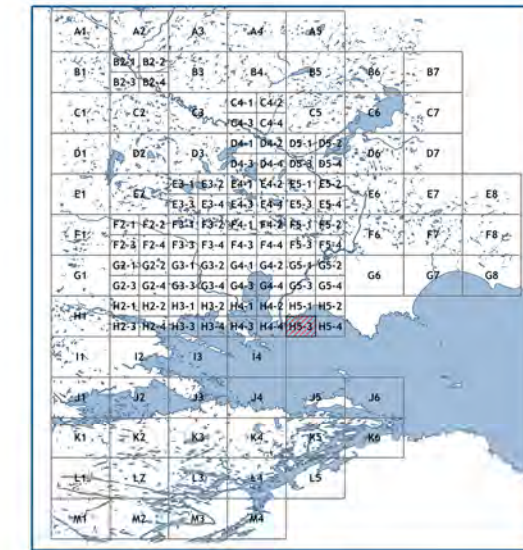 A1 A2 A3 A4 A5
B1 B2-1 B2-2 B3 B4 B5 B6 B7
B2-3 B2-4
C1 C2 C3 C4-1 C4-2 C5 C6 C7
C4-3 C4-4
D1 D2 D3 D4-1 D4-2 D5-1 D5-2 D6 D7
D4-3 D4-4 D5-3 D5-4
E1 E2 E3-1 E3-2 E4-1 E4-2 E5-1 E5-2 E6 E7 E8
E3-3 E3-4 E4-3 E4-4 E5-3 E5-4
F1 F2-1 F2-2 F3-1 F3-2 F4-1 F4-2 F5-1 F5-2 F6 F7 F8
F2-3 F2-4 F3-3 F3-4 F4-3 F4-4 F5-3 F5-4
G1 G2-1 G2-2 G3-1 G3-2 G4-1 G4-2 G5-1 G5-2 G6 G7 G8
G2-3 G2-4 G3-3 G3-4 G4-3 G4-4 G5-3 G5-4
H1 H2-1 H2-2 H3-1 H3-2 H4-1 H4-2 H5-1 H5-2
H2-3 H2-4 H3-3 H3-4 H4-3 H4-4 H5-3 H5-4
I1 I2 I3 I4
J1 J2 J3 J4 J5 J6
K1 K2 K3 K4 K5 K6
L1 L2 L3 L4 L5
M1 M2 M3 M4